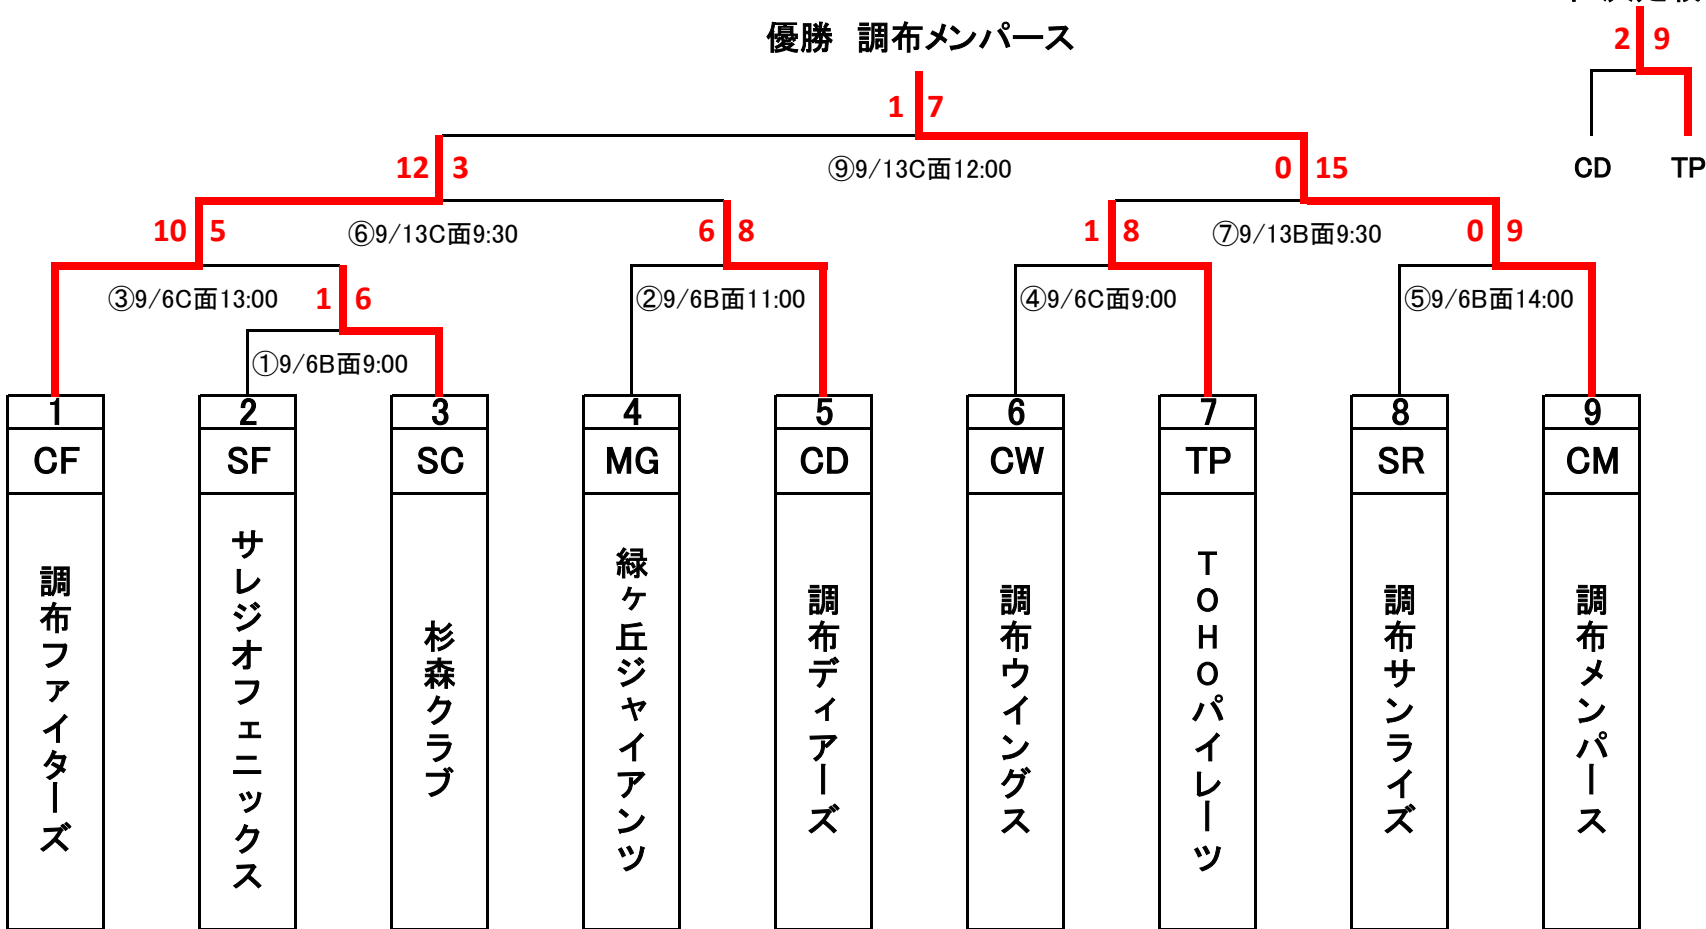 優勝 調布メンパース
2 9
1 7
12 3
⑨9/13C面12:00
0 15
CD TP
10 5
⑥9/13C面9:30
6 8
1 8
⑦9/13B面9:30
0 9
③9/6C面13:00
1 6
②9/6B面11:00
④9/6C面9:00
⑤9/6B面14:00
①9/6B面9:00
1 2 3 4 5 6 7 8 9
CF SF SC MG CD CW TP SR CM
調布ファイターズ
サレジオフェニックス
杉森クラブ
緑ヶ丘ジャイアンツ
調布ディアーズ
調布ウイングス
TOHOパイレーツ
調布サンライズ
調布メンパース